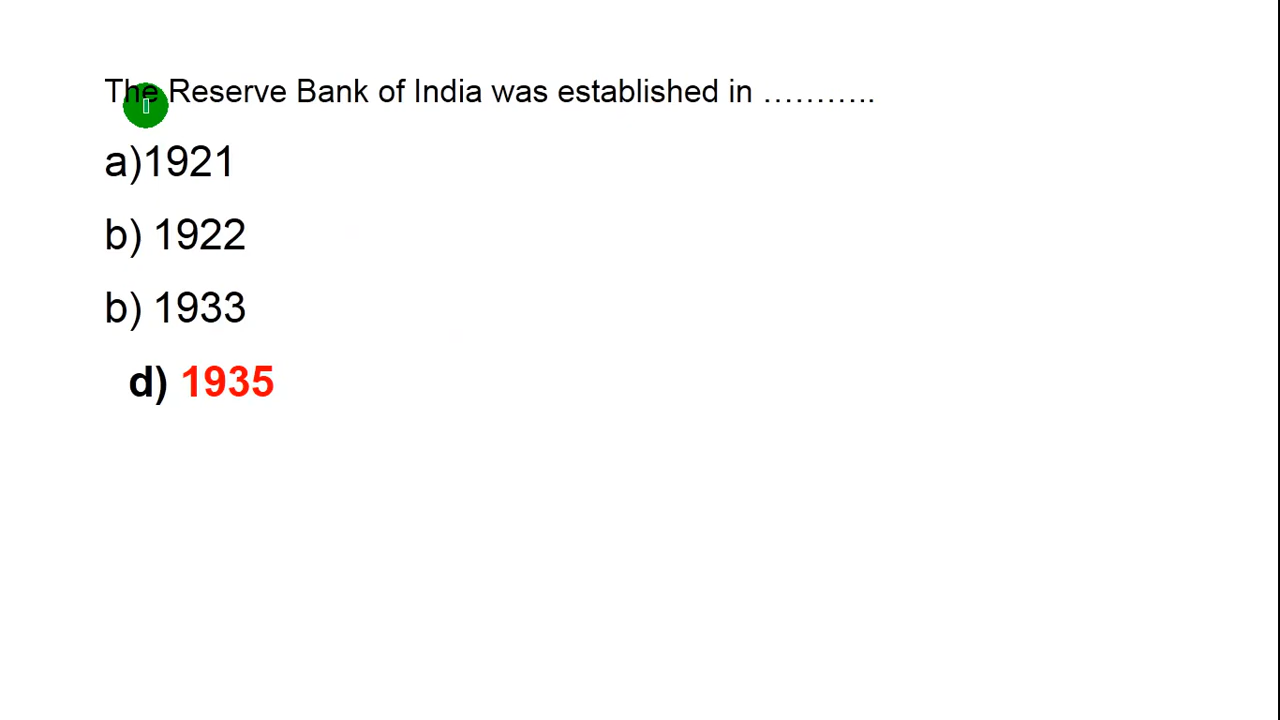 The Reserve Bank of India was established in ………..
a)1921
b) 1922
b) 1933
d) 1935